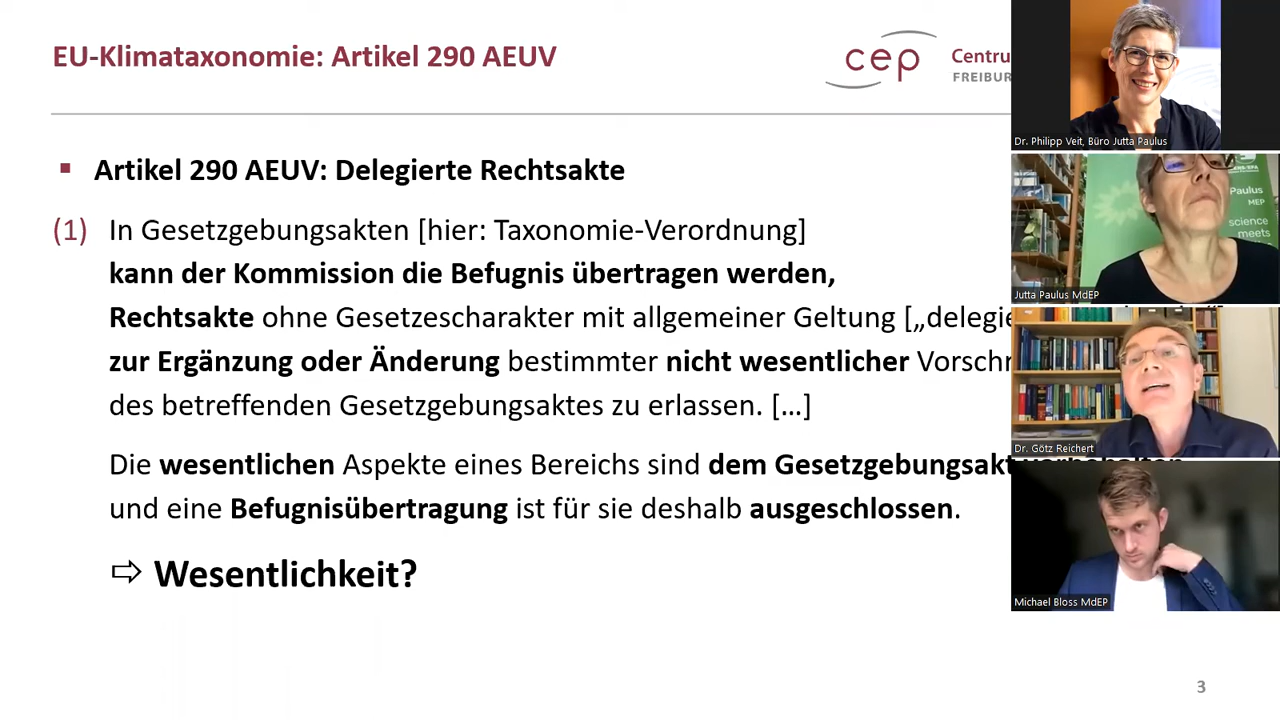 EU-Klimataxonomie: Artikel 290 AEUV
cep
FREIBUR
Artikel 290 AEUV: Delegierte Rechtsakte
(1) In Gesetzgebungsakten [hier: Taxonomie-Verordnung]
kann der Kommission die Befugnis übertragen werden,
Rechtsakte ohne Gesetzescharakter mit allgemeiner Geltung [„delegie
zur Ergänzung oder Änderung bestimmter nicht wesentlicher Vorschr
des betreffenden Gesetzgebungsaktes zu erlassen. […]
Die wesentlichen Aspekte eines Bereichs sind dem Gesetzgebungsakt
und eine Befugnisübertragung ist für sie deshalb ausgeschlossen.
⇨ Wesentlichkeit?
3
Dr. Philipp Veit, Büro Jutta Paulus
Paulus
MEP
science
meets
Jutta Paulus MdEP
Dr. Götz Reichert
Michael Bloss MdEP